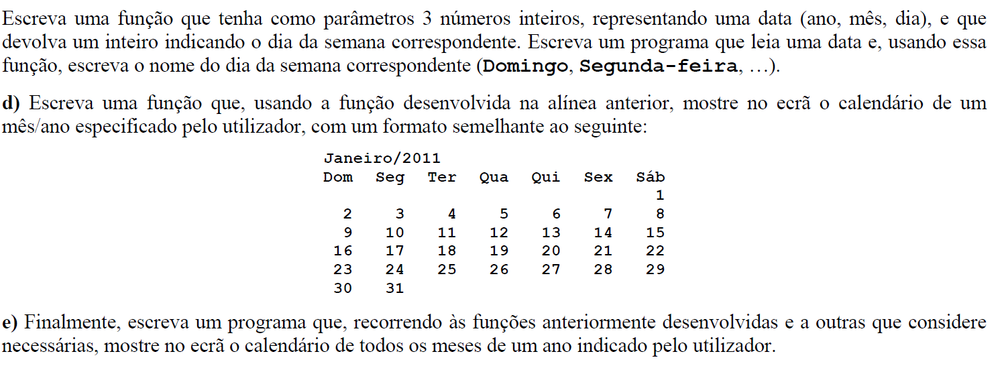 Escreva uma função que tenha como parâmetros 3 números inteiros, representando uma data (ano, mês, dia), e que
devolva um inteiro indicando o dia da semana correspondente. Escreva um programa que leia uma data e, usando essa
função, escreva o nome do dia da semana correspondente (Domingo, Segunda-feira, …).
d) Escreva uma função que, usando a função desenvolvida na alínea anterior, mostre no ecrã o calendário de um
mês/ano especificado pelo utilizador, com um formato semelhante ao seguinte:
Janeiro/2011
Dom Seg Ter Qua Qui Sex Sáb
1
2 3 4 5 6 7 8
9 10 11 12 13 14 15
16 17 18 19 20 21 22
23 24 25 26 27 28 29
30 31
e) Finalmente, escreva um programa que, recorrendo às funções anteriormente desenvolvidas e a outras que considere
necessárias, mostre no ecrã o calendário de todos os meses de um ano indicado pelo utilizador.